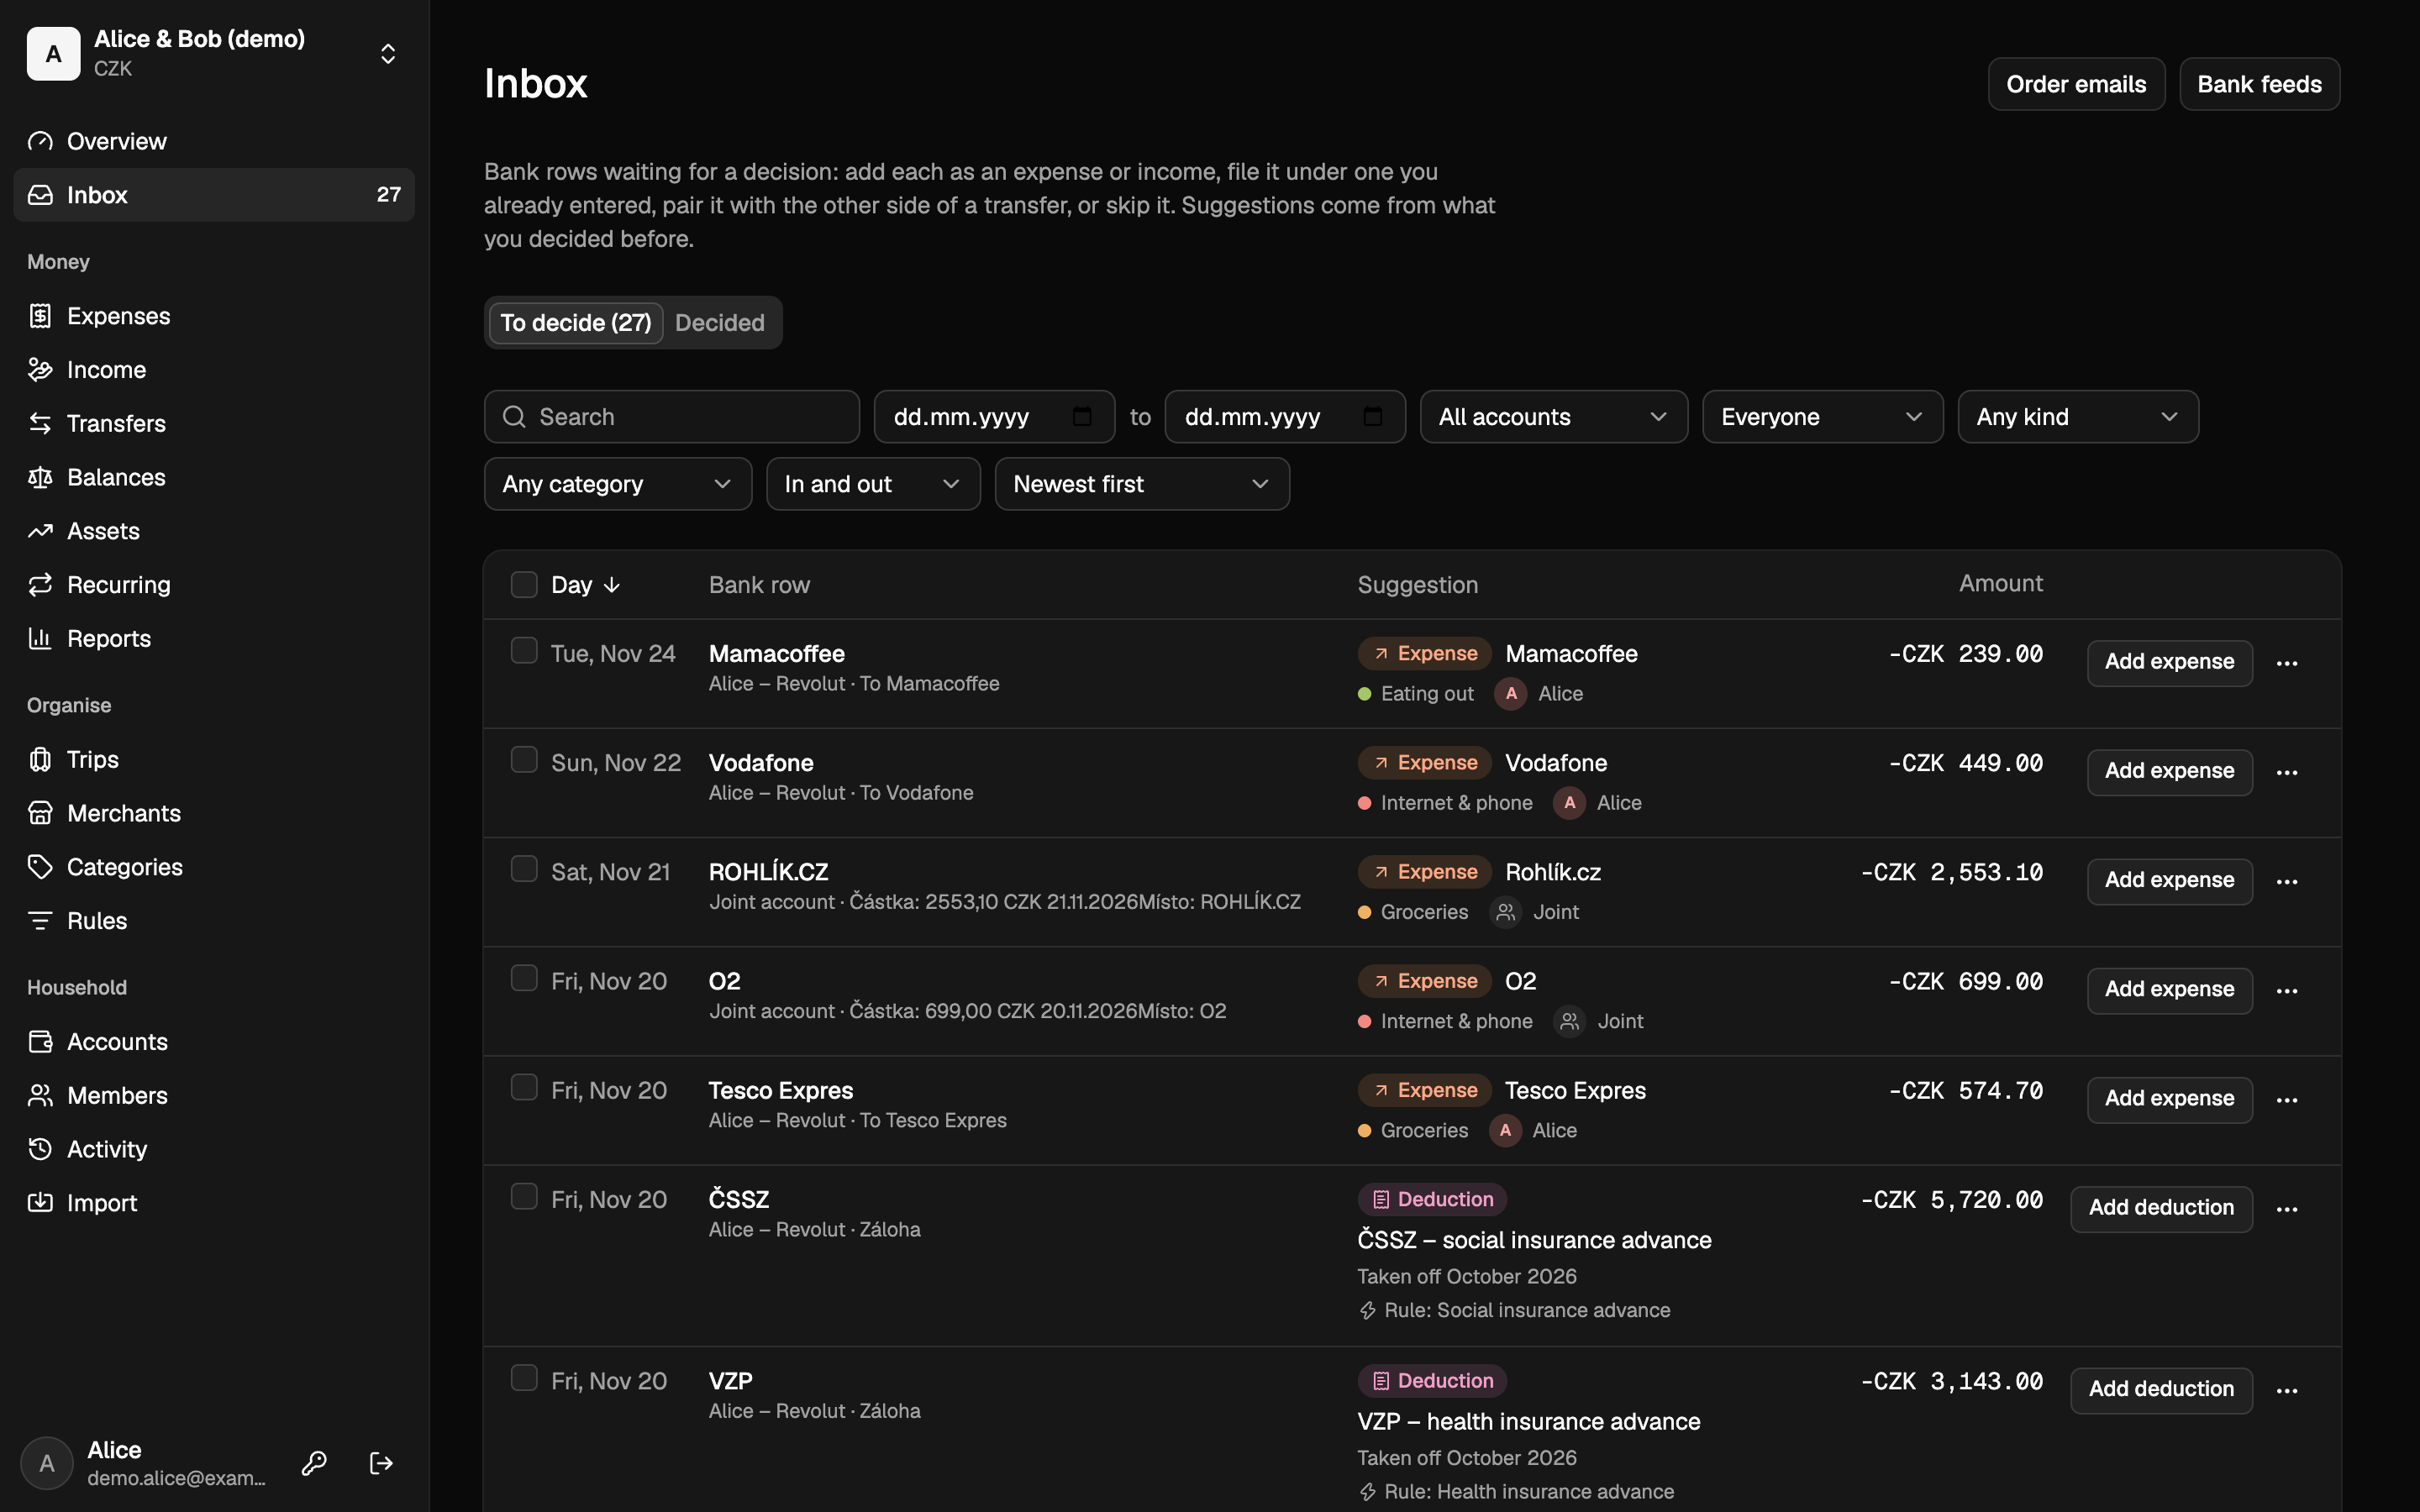 A
Alice & Bob (demo)
CZK
Overview
Inbox 27
Money
Expenses
Income
Transfers
Balances
Assets
Recurring
Reports
Organise
Trips
Merchants
Categories
Rules
Household
Accounts
Members
Activity
Import
A
Alice
demo.alice@exam...
Inbox
Order emails
Bank feeds
Bank rows waiting for a decision: add each as an expense or income, file it under one you
already entered, pair it with the other side of a transfer, or skip it. Suggestions come from what
you decided before.
To decide (27) Decided
Search dd.mm.yyyy to dd.mm.yyyy All accounts Everyone Any kind
Any category In and out Newest first
Day Bank row Suggestion Amount
Tue, Nov 24 Mamacoffee Expense Mamacoffee -CZK 239.00 Add expense
Alice – Revolut · To Mamacoffee Eating out A Alice
Sun, Nov 22 Vodafone Expense Vodafone -CZK 449.00 Add expense
Alice – Revolut · To Vodafone Internet & phone A Alice
Sat, Nov 21 ROHLÍK.CZ Expense Rohlík.cz -CZK 2,553.10 Add expense
Joint account · Částka: 2553,10 CZK 21.11.2026Místo: ROHLÍK.CZ Groceries Joint
Fri, Nov 20 O2 Expense O2 -CZK 699.00 Add expense
Joint account · Částka: 699,00 CZK 20.11.2026Místo: O2 Internet & phone Joint
Fri, Nov 20 Tesco Expres Expense Tesco Expres -CZK 574.70 Add expense
Alice – Revolut · To Tesco Expres Groceries A Alice
Fri, Nov 20 ČSSZ Deduction -CZK 5,720.00 Add deduction
Alice – Revolut · Záloha ČSSZ – social insurance advance
Taken off October 2026
Rule: Social insurance advance
Fri, Nov 20 VZP Deduction -CZK 3,143.00 Add deduction
Alice – Revolut · Záloha VZP – health insurance advance
Taken off October 2026
Rule: Health insurance advance